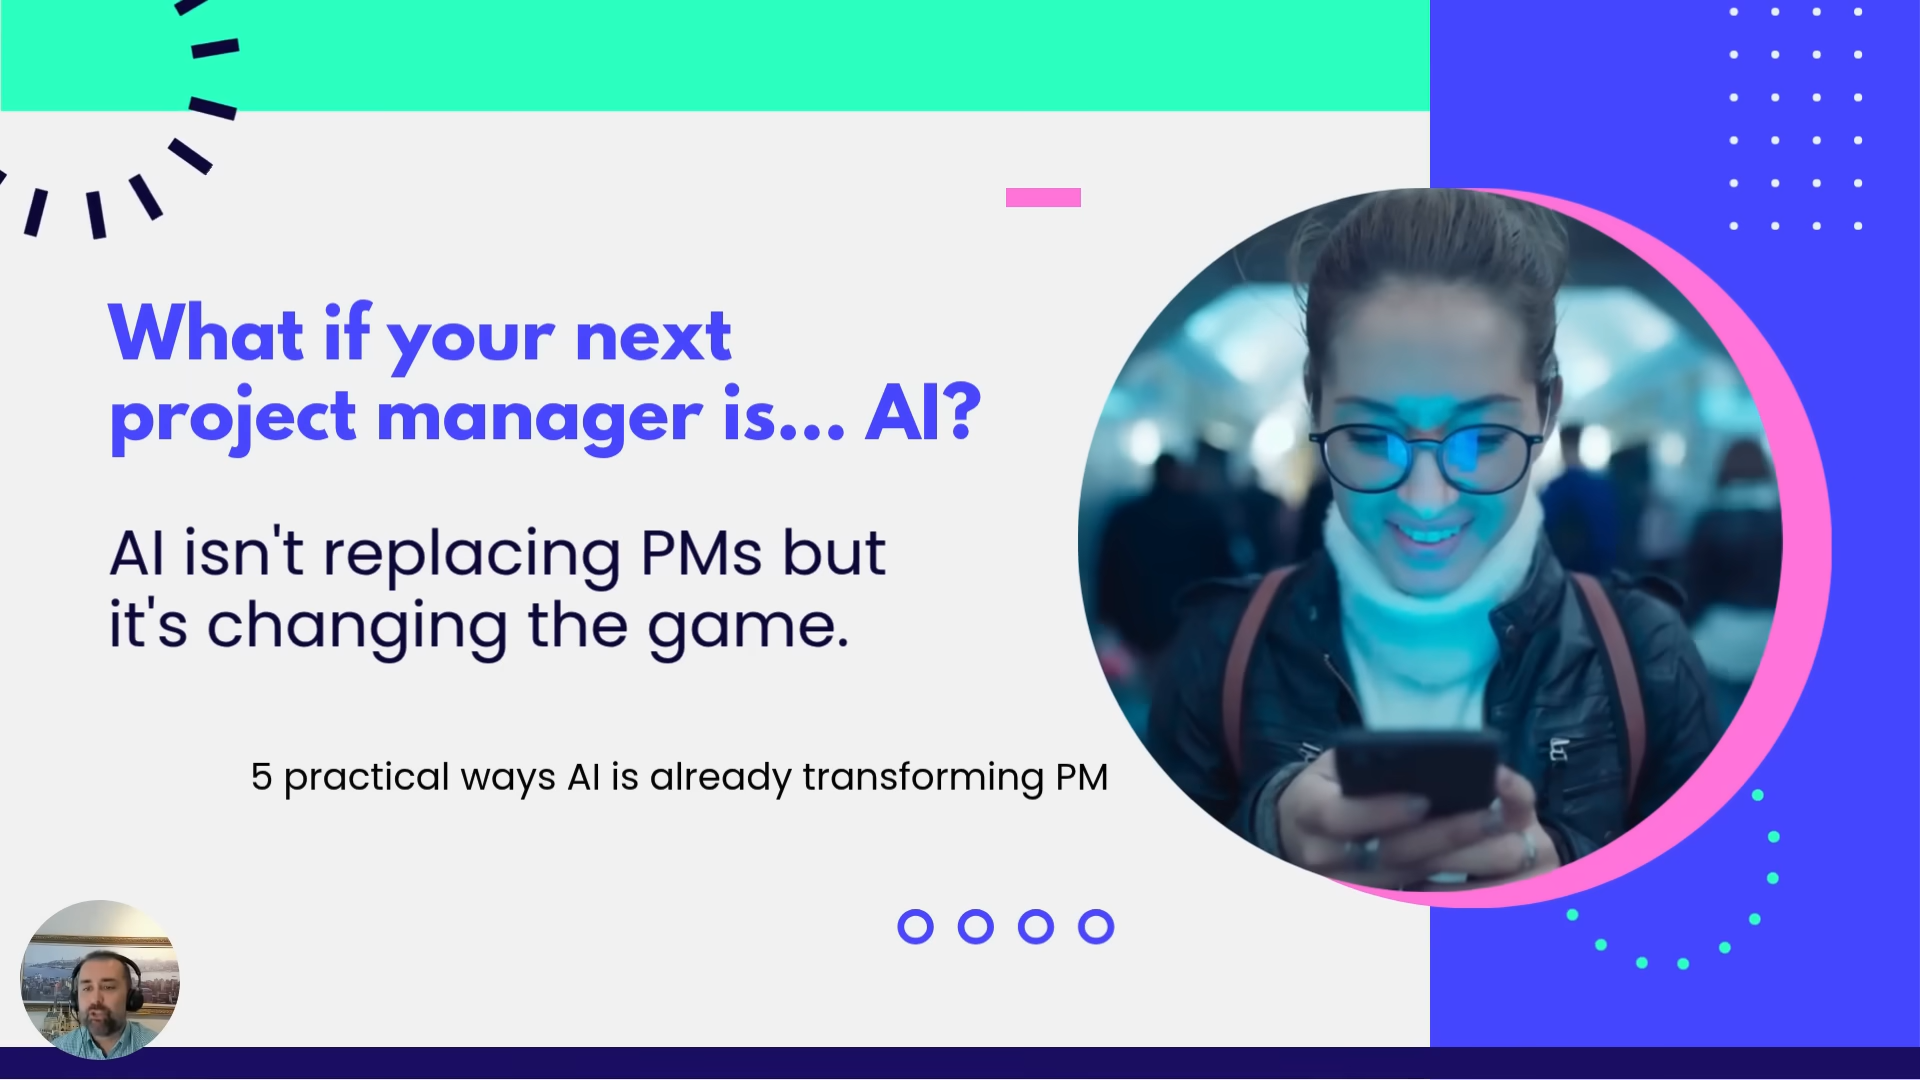 What if your next
project manager is... AI?
AI isn't replacing PMs but
it's changing the game.
5 practical ways AI is already transforming PM